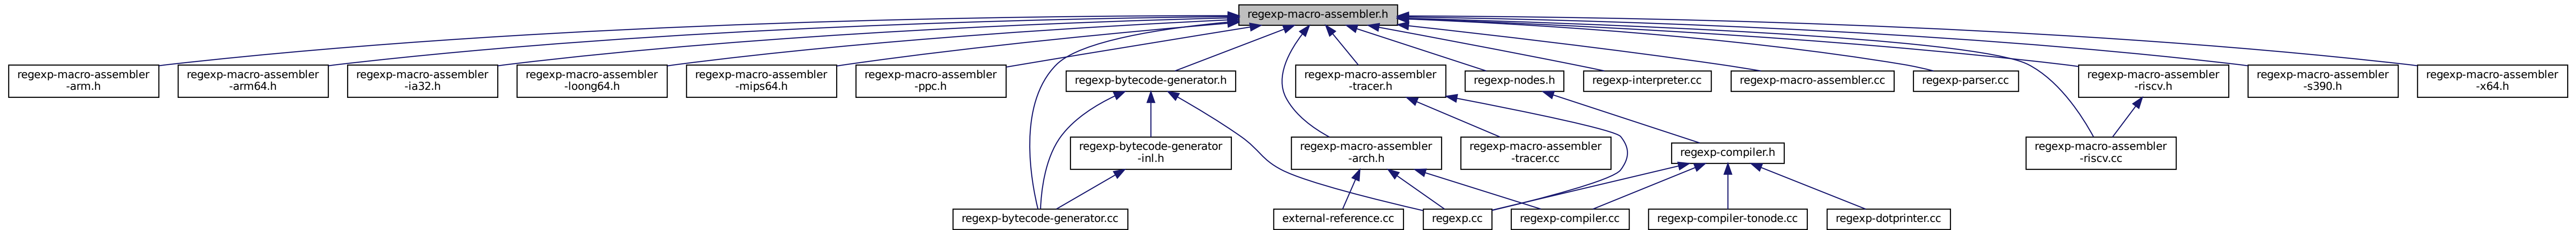 regexp-macro-assembler.h
regexp-macro-assembler
-arm.h
regexp-macro-assembler
-arm64.h
regexp-macro-assembler
-ia32.h
regexp-macro-assembler
-loong64.h
regexp-macro-assembler
-mips64.h
regexp-macro-assembler
-ppc.h
regexp-bytecode-generator.h
regexp-macro-assembler
-tracer.h
regexp-nodes.h
regexp-interpreter.cc
regexp-macro-assembler.cc
regexp-parser.cc
regexp-macro-assembler
-riscv.h
regexp-macro-assembler
-s390.h
regexp-macro-assembler
-x64.h
regexp-bytecode-generator
-inl.h
regexp-macro-assembler
-arch.h
regexp-macro-assembler
-tracer.cc
regexp-compiler.h
regexp-macro-assembler
-riscv.cc
regexp-bytecode-generator.cc
external-reference.cc
regexp.cc
regexp-compiler.cc
regexp-compiler-tonode.cc
regexp-dotprinter.cc